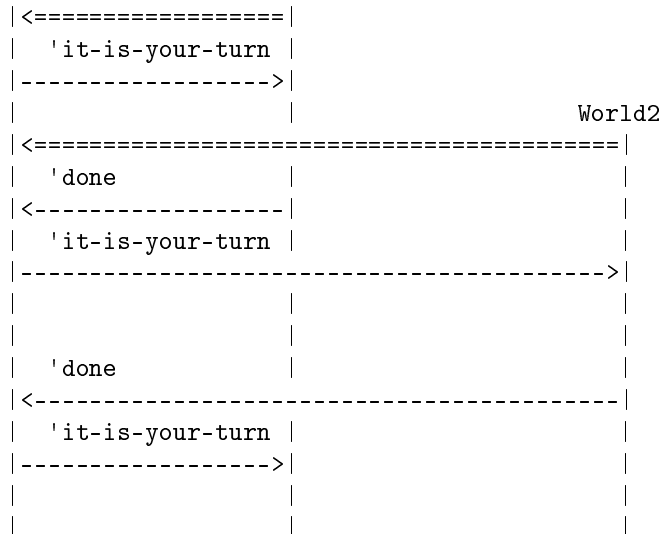 |<==================|
| 'it-is-your-turn |
|------------------>|
| | World2
|<==========================================|
| 'done | |
|<------------------| |
| 'it-is-your-turn | |
|------------------------------------------>|
| | |
| | |
| 'done | |
|<------------------------------------------|
| 'it-is-your-turn | |
|------------------>| |
| | |
| | |